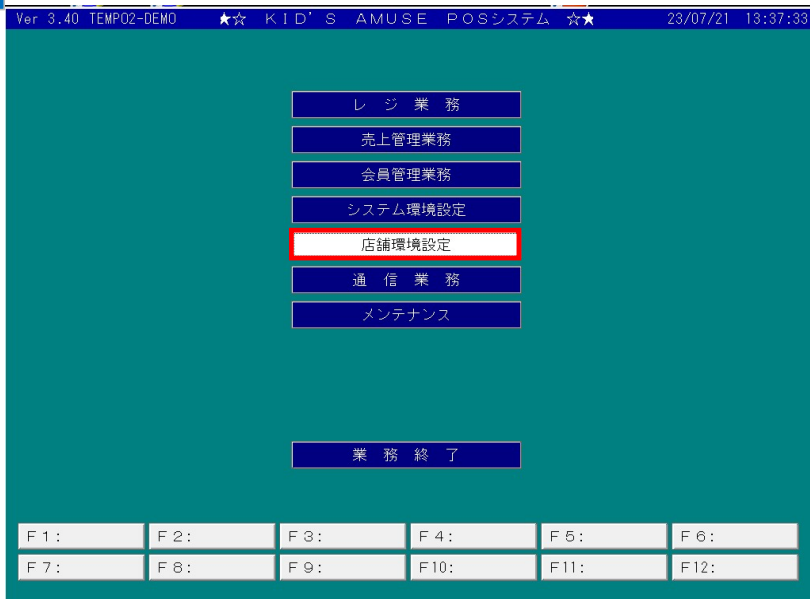 Ver 3.40 TEMPO2-DEMO ★☆ KID'S AMUSE POSシステム ☆★ 23/07/21 13:37:33
レジ業務
売上管理業務
会員管理業務
システム環境設定
店舗環境設定
通信業務
メンテナンス
業務終了
F1: F2: F3: F4: F5: F6:
F7: F8: F9: F10: F11: F12: